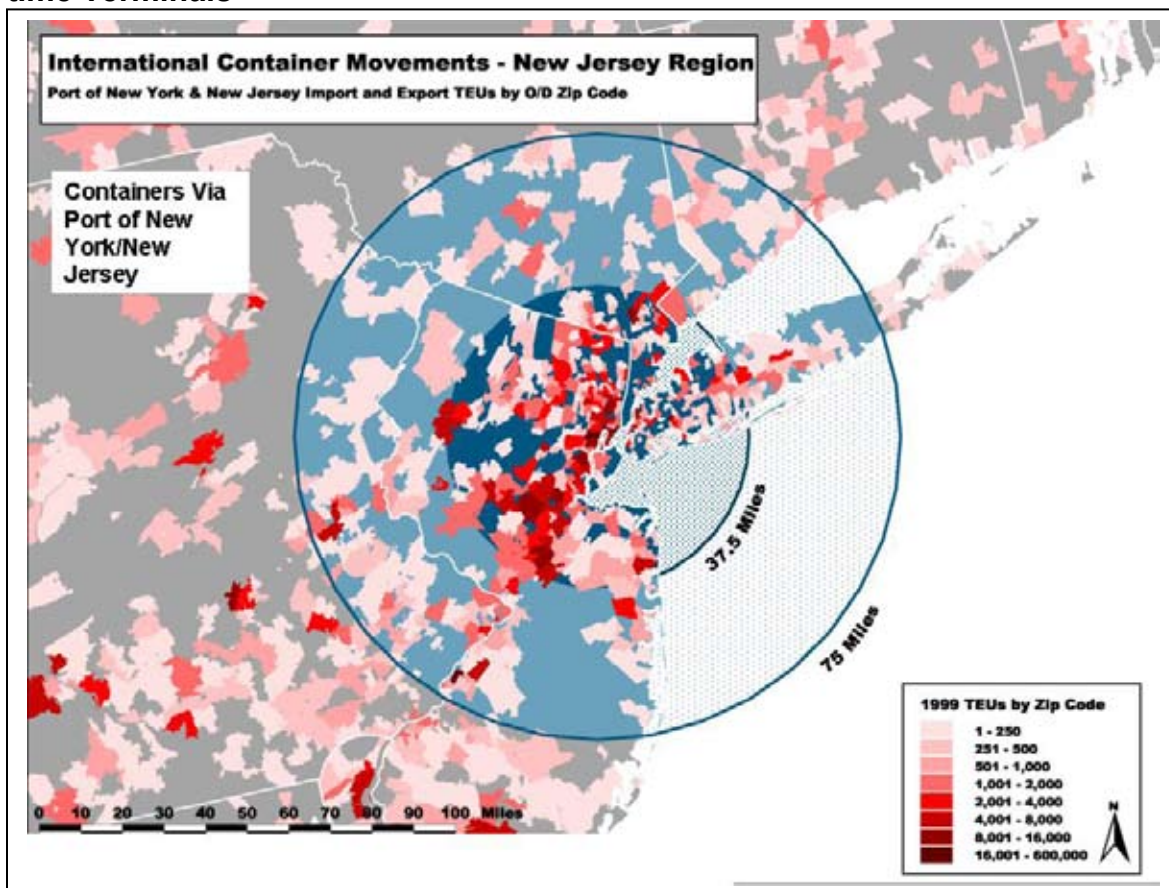 International Container Movements - New Jersey Region
Port of New York & New Jersey Import and Export TEUs by O/D Zip Code
Containers Via
Port of New
York/New
Jersey
37.5 Miles
75 Miles
1999 TEUs by Zip Code
1 - 250
251 - 500
501 - 1,000
1,001 - 2,000
2,001 - 4,000
4,001 - 8,000
8,001 - 16,000
16,001 - 600,000
N
0 10 20 30 40 50 60 70 80 90 100 Miles